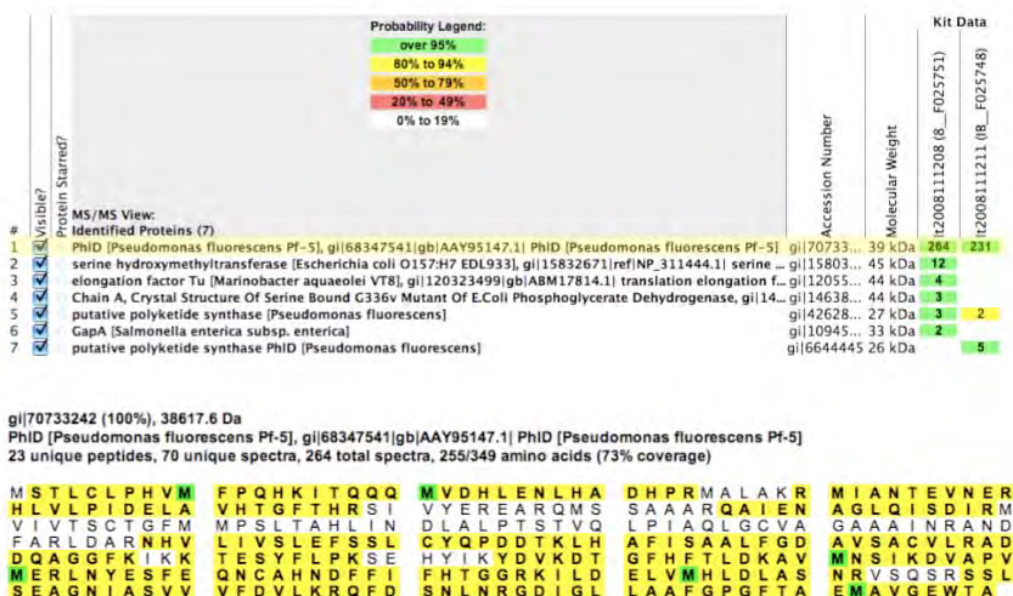 Probability Legend:
over 95%
80% to 94%
50% to 79%
20% to 49%
0% to 19%
Kit Data
# Visible? Protein Starred? MS/MS View: Identified Proteins (7) Accession Number Molecular Weight It2008111208 (8__F025751) It2008111211 (IB__F025748)
1 PhlD [Pseudomonas fluorescens Pf-5], gi|68347541|gb|AAY95147.1| PhlD [Pseudomonas fluorescens Pf-5] gi|70733... 39 kDa 264 231
2 serine hydroxymethyltransferase [Escherichia coli O157:H7 EDL933], gi|15832671|ref|NP_311444.1| serine ... gi|15803... 45 kDa 12
3 elongation factor Tu [Marinobacter aquaeolei VT8], gi|120323499|gb|ABM17814.1| translation elongation f... gi|12055... 44 kDa 4
4 Chain A, Crystal Structure Of Serine Bound G336v Mutant Of E.Coli Phosphoglycerate Dehydrogenase, gi|14... gi|14638... 44 kDa 3
5 putative polyketide synthase [Pseudomonas fluorescens] gi|42628... 27 kDa 3 2
6 GapA [Salmonella enterica subsp. enterica] gi|10945... 33 kDa 2
7 putative polyketide synthase PhlD [Pseudomonas fluorescens] gi|6644445 26 kDa 5
gi|70733242 (100%), 38617.6 Da
PhlD [Pseudomonas fluorescens Pf-5], gi|68347541|gb|AAY95147.1| PhlD [Pseudomonas fluorescens Pf-5]
23 unique peptides, 70 unique spectra, 264 total spectra, 255/349 amino acids (73% coverage)
M S T L C L P H V M F P Q H K I T Q Q Q M V D H L E N L H A D H P R M A L A K R M I A N T E V N E R
H L V L P I D E L A V H T G F T H R S I V Y E R E A R Q M S S A A A R Q A I E N A G L Q I S D I R M
V I V T S C T G F M M P S L T A H L I N D L A L P T S T V Q L P I A Q L G C V A G A A A I N R A N D
F A R L D A R N H V L I V S L E F S S L C Y Q P D D T K L H A F I S A A L F G D A V S A C V L R A D
D Q A G G F K I K K T E S Y F L P K S E H Y I K Y D V K D T G F H F T L D K A V M N S I K D V A P V
M E R L N Y E S F E Q N C A H N D F F I F H T G G R K I L D E L V M H L D L A S N R V S Q S R S S L
S E A G N I A S V V V F D V L K R Q F D S N L N R G D I G L L A A F G P G F T A E M A V G E W T A